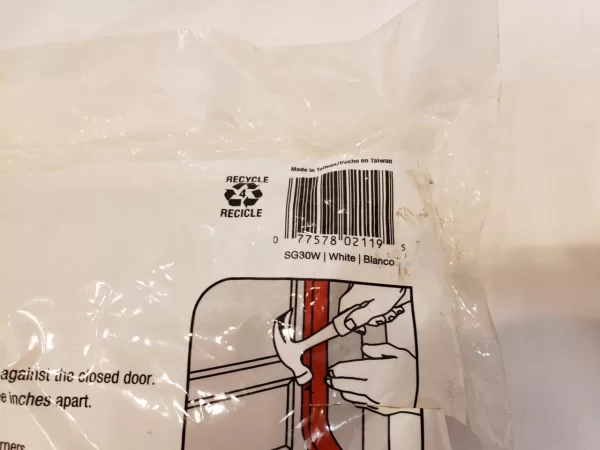 Made in Taiwan/Hecho en Taiwan
RECYCLE
4
RECICLE
0 77578 02119 5
SG30W | White | Blanco
against the closed door.
e inches apart.
rners